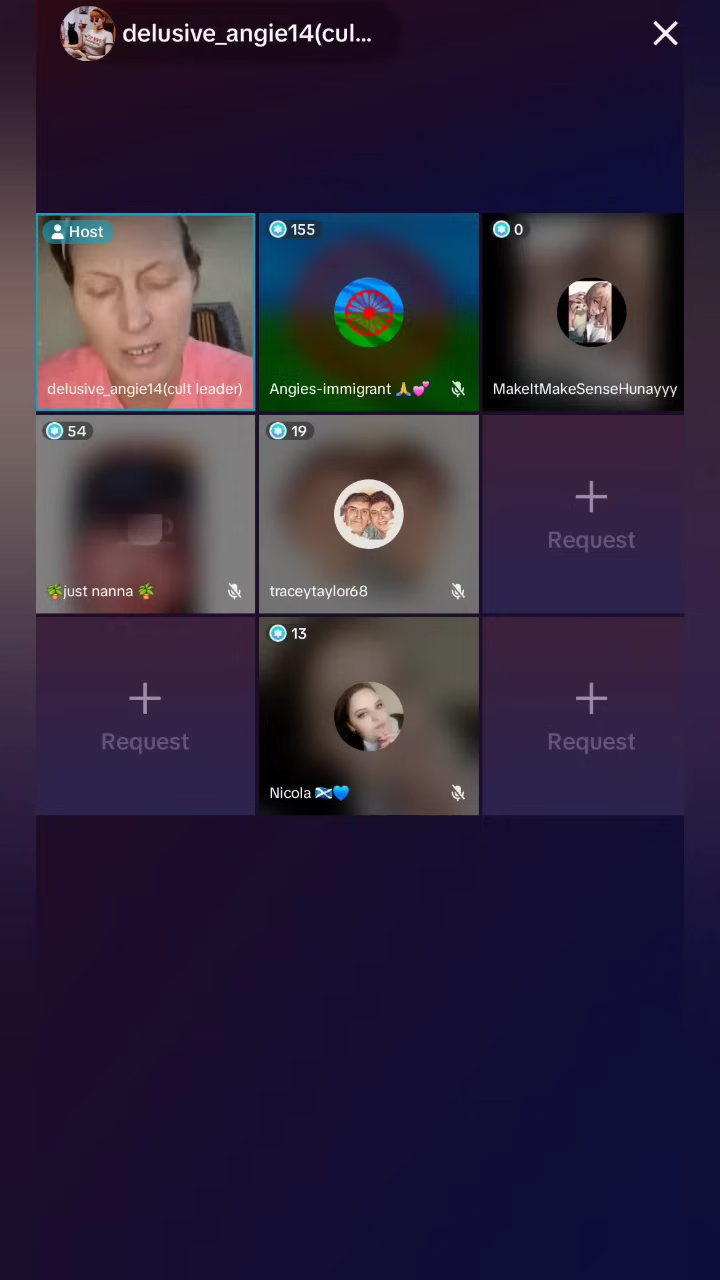 delusive_angie14(cul...
Host
155
0
delusive_angie14(cult leader)
Angies-immigrant 🙏💕
MakeItMakeSenseHunayyy
54
19
Request
🪴just nanna 🪴
traceytaylor68
13
Request
Request
Nicola 🏴󠁧󠁢󠁳󠁣󠁴󠁿💙